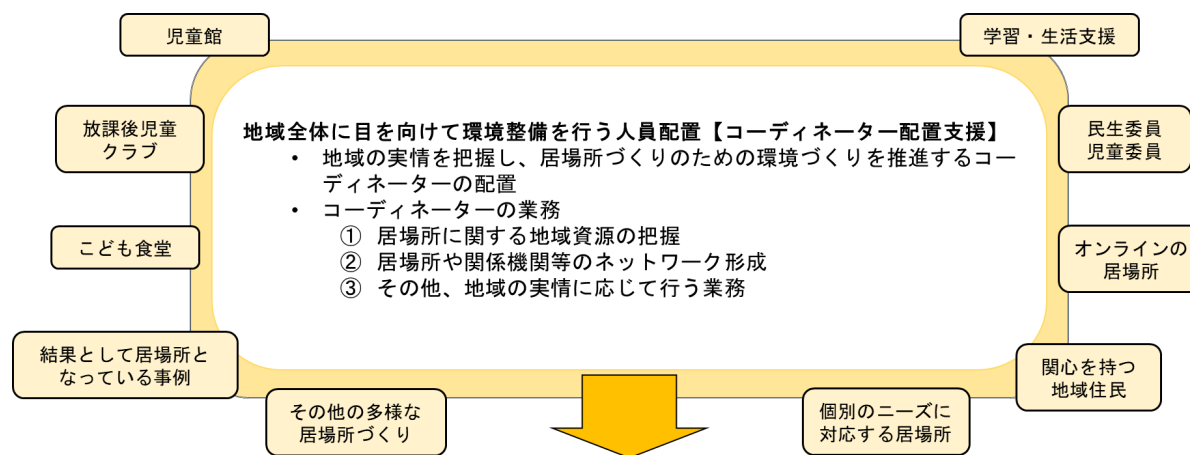 児童館
学習・生活支援
放課後児童
クラブ
民生委員
児童委員
地域全体に目を向けて環境整備を行う人員配置【コーディネーター配置支援】
• 地域の実情を把握し、居場所づくりのための環境づくりを推進するコー
ディネーターの配置
• コーディネーターの業務
① 居場所に関する地域資源の把握
② 居場所や関係機関等のネットワーク形成
③ その他、地域の実情に応じて行う業務
こども食堂
オンラインの
居場所
結果として居場所と
なっている事例
関心を持つ
地域住民
その他の多様な
居場所づくり
個別のニーズに
対応する居場所